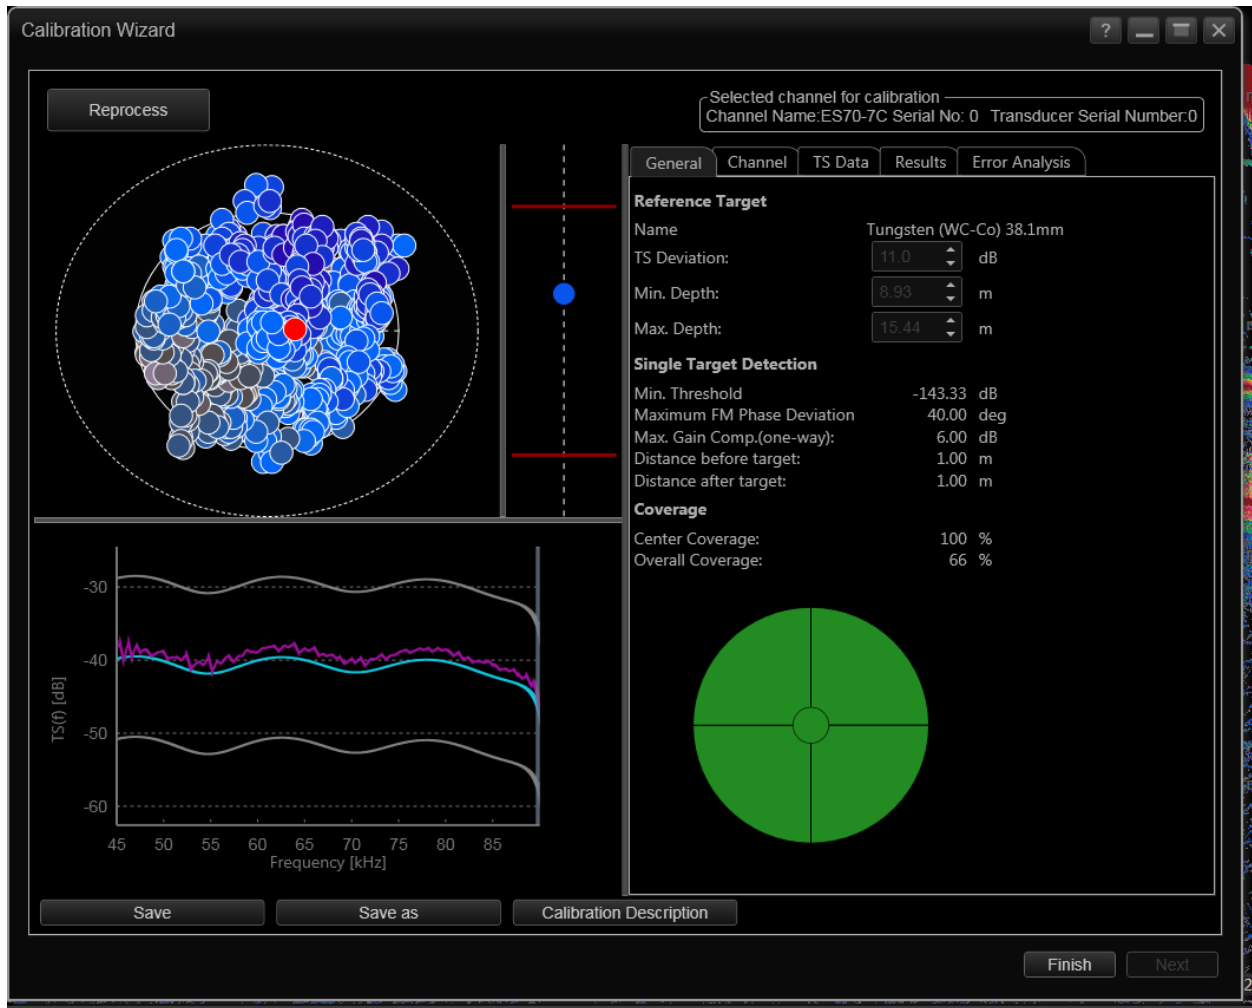 Calibration Wizard
?
Reprocess
Selected channel for calibration
Channel Name:ES70-7C Serial No: 0 Transducer Serial Number:0
General Channel TS Data Results Error Analysis
Reference Target
Name Tungsten (WC-Co) 38.1mm
TS Deviation: 11.0 dB
Min. Depth: 8.93 m
Max. Depth: 15.44 m
Single Target Detection
Min. Threshold -143.33 dB
Maximum FM Phase Deviation 40.00 deg
Max. Gain Comp.(one-way): 6.00 dB
Distance before target: 1.00 m
Distance after target: 1.00 m
Coverage
Center Coverage: 100 %
Overall Coverage: 66 %
TS(f) [dB]
-30
-40
-50
-60
45 50 55 60 65 70 75 80 85
Frequency [kHz]
Save Save as Calibration Description
Finish Next